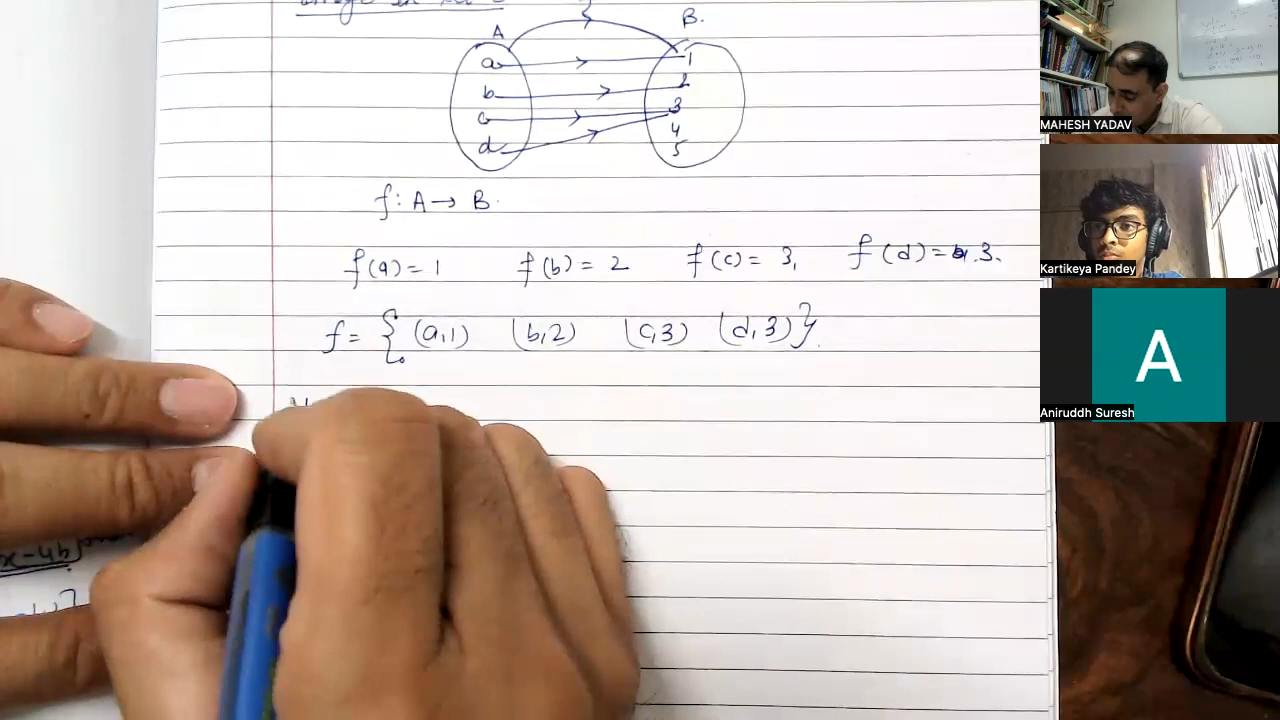 A
B.
f
a
b
c
d
1
2
3
4
5
f: A → B.
f(a) = 1 f(b) = 2 f(c) = 3, f(d) = 3.
f = { (a,1) (b,2) (c,3) (d,3)}.
x-4b
MAHESH YADAV
Kartikeya Pandey
A
Aniruddh Suresh